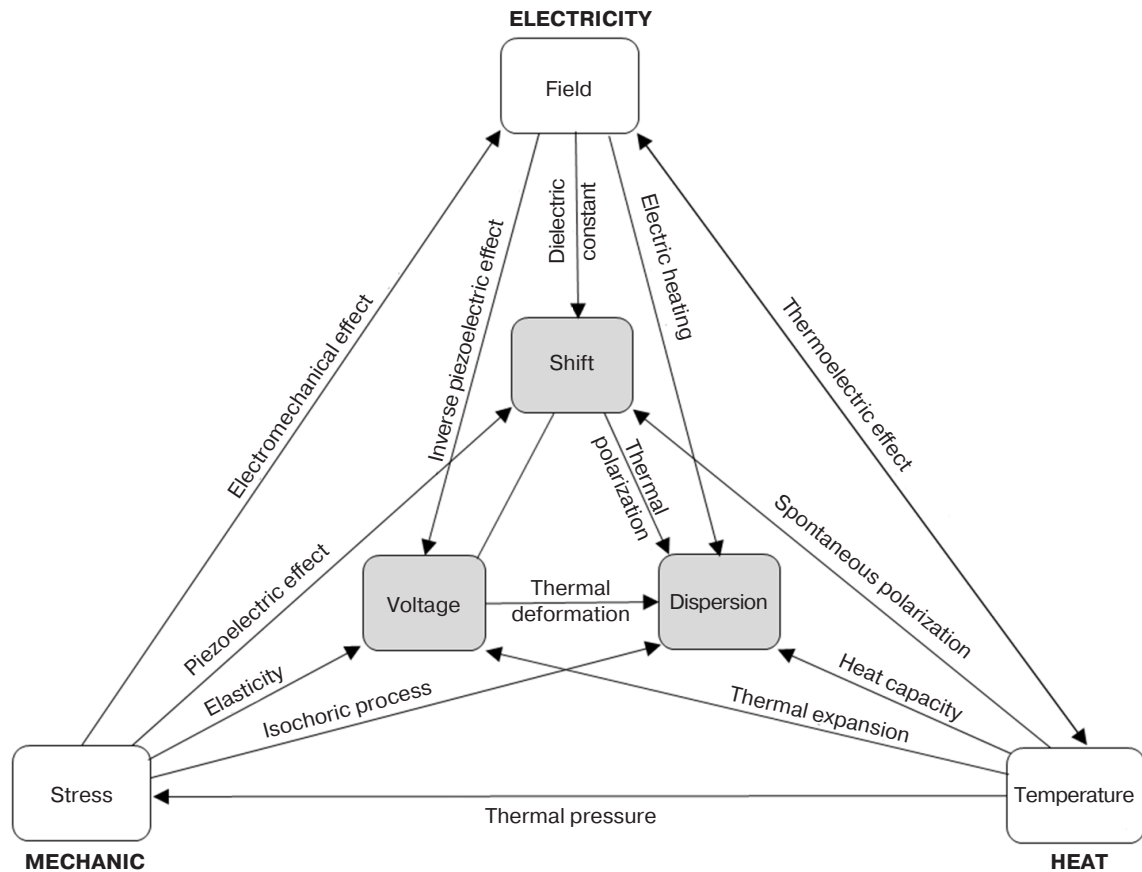 ELECTRICITY
Field
Dielectric
constant
Electric heating
Inverse piezoelectric effect
Electromechanical effect
Thermoelectric effect
Shift
Thermal
polarization
Spontaneous polarization
Piezoelectric effect
Voltage
Thermal
deformation
Dispersion
Elasticity
Isochoric process
Heat capacity
Thermal expansion
Stress
Thermal pressure
Temperature
MECHANIC
HEAT